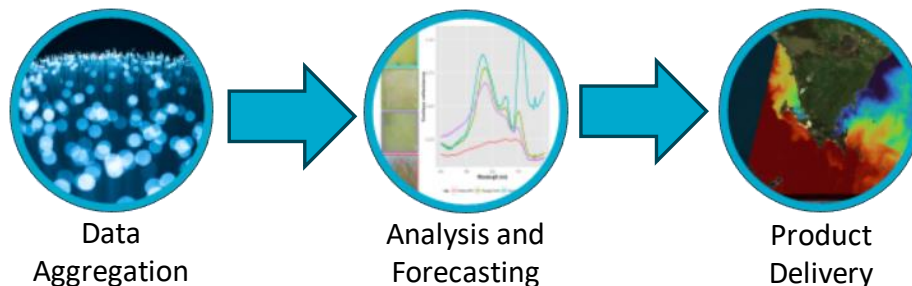 Data
Aggregation
Analysis and
Forecasting
Product
Delivery